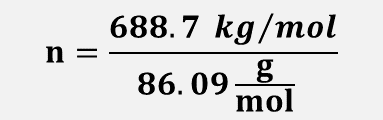 n = 688.7 kg/mol
86.09 g
mol